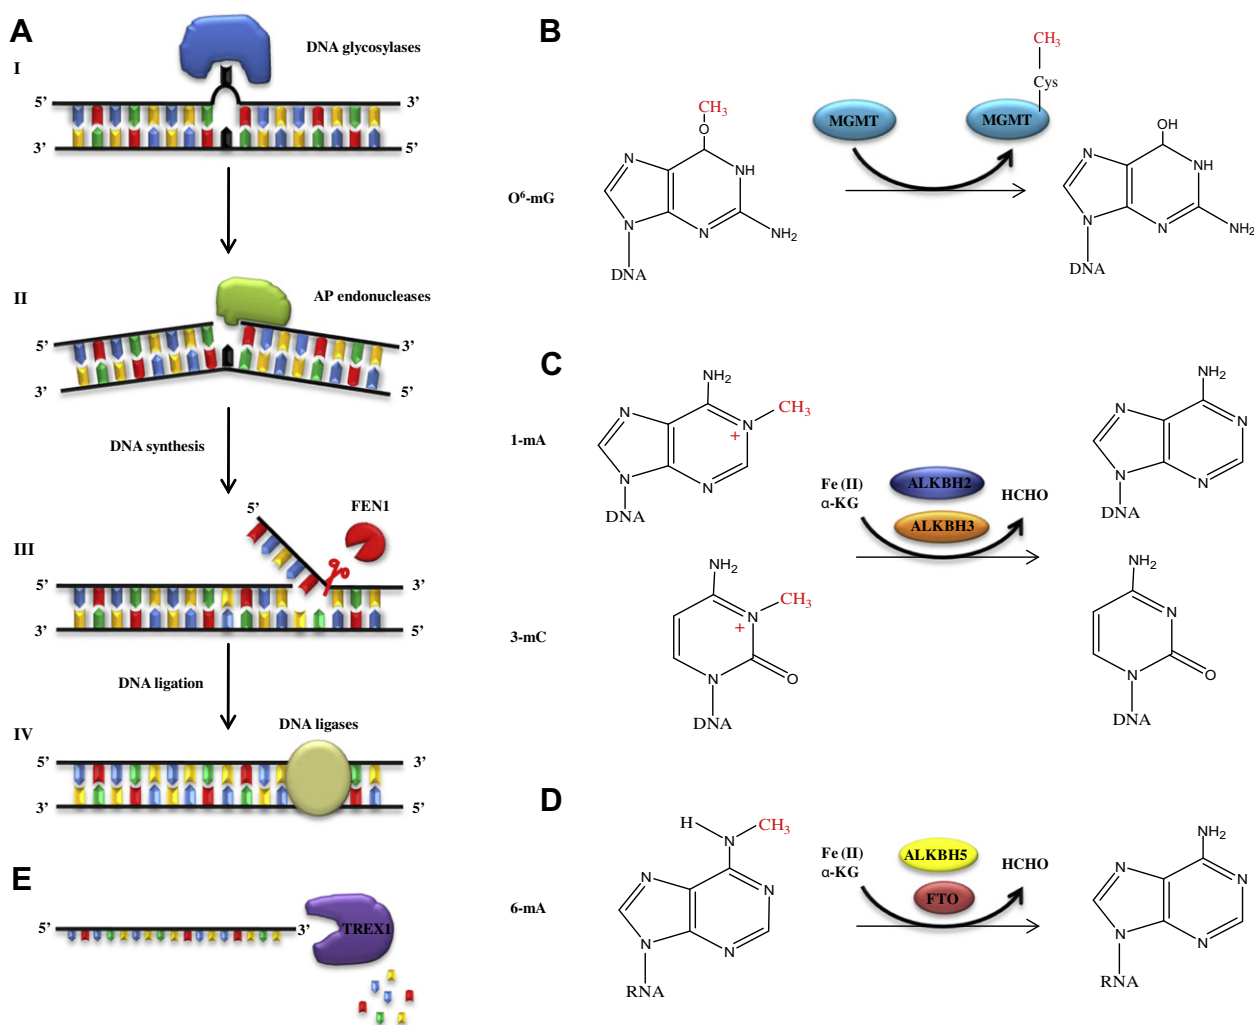 A
DNA glycosylases
I
5’
3’
3’
5’
II
AP endonucleases
5’
3’
3’
5’
DNA synthesis
5’
FEN1
III
5’
3’
3’
5’
DNA ligation
DNA ligases
IV
5’
3’
3’
5’
E
5’
3’
TREX1
B
CH₃
Cys
MGMT
MGMT
CH₃
O
N
NH
N
N
NH₂
DNA
O⁶-mG
OH
N
NH
N
N
NH₂
DNA
C
NH₂
CH₃
N
N
+
N
N
DNA
1-mA
Fe (II)
α-KG
ALKBH2
ALKBH3
HCHO
NH₂
N
N
N
N
DNA
NH₂
CH₃
N
+
N
O
DNA
3-mC
NH₂
N
N
O
DNA
D
H
N
CH₃
N
N
N
N
RNA
6-mA
Fe (II)
α-KG
ALKBH5
FTO
HCHO
NH₂
N
N
N
N
RNA